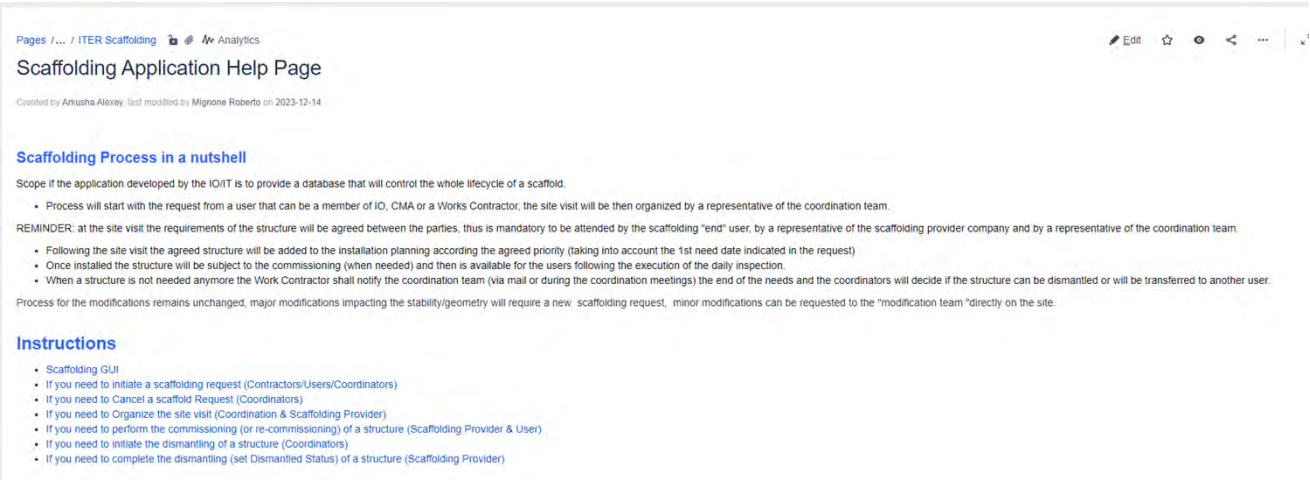 Pages /... / ITER Scaffolding Analytics
Edit
Scaffolding Application Help Page
Created by Arkusha Alexey, last modified by Mignone Roberto on 2023-12-14
Scaffolding Process in a nutshell
Scope if the application developed by the IO/IT is to provide a database that will control the whole lifecycle of a scaffold.
• Process will start with the request from a user that can be a member of IO, CMA or a Works Contractor, the site visit will be then organized by a representative of the coordination team.
REMINDER: at the site visit the requirements of the structure will be agreed between the parties, thus is mandatory to be attended by the scaffolding "end" user, by a representative of the scaffolding provider company and by a representative of the coordination team.
• Following the site visit the agreed structure will be added to the installation planning according the agreed priority (taking into account the 1st need date indicated in the request)
• Once installed the structure will be subject to the commissioning (when needed) and then is available for the users following the execution of the daily inspection.
• When a structure is not needed anymore the Work Contractor shall notify the coordination team (via mail or during the coordination meetings) the end of the needs and the coordinators will decide if the structure can be dismantled or will be transferred to another user.
Process for the modifications remains unchanged, major modifications impacting the stability/geometry will require a new scaffolding request, minor modifications can be requested to the "modification team "directly on the site.
Instructions
• Scaffolding GUI
• If you need to initiate a scaffolding request (Contractors/Users/Coordinators)
• If you need to Cancel a scaffold Request (Coordinators)
• If you need to Organize the site visit (Coordination & Scaffolding Provider)
• If you need to perform the commissioning (or re-commissioning) of a structure (Scaffolding Provider & User)
• If you need to initiate the dismantling of a structure (Coordinators)
• If you need to complete the dismantling (set Dismantled Status) of a structure (Scaffolding Provider)